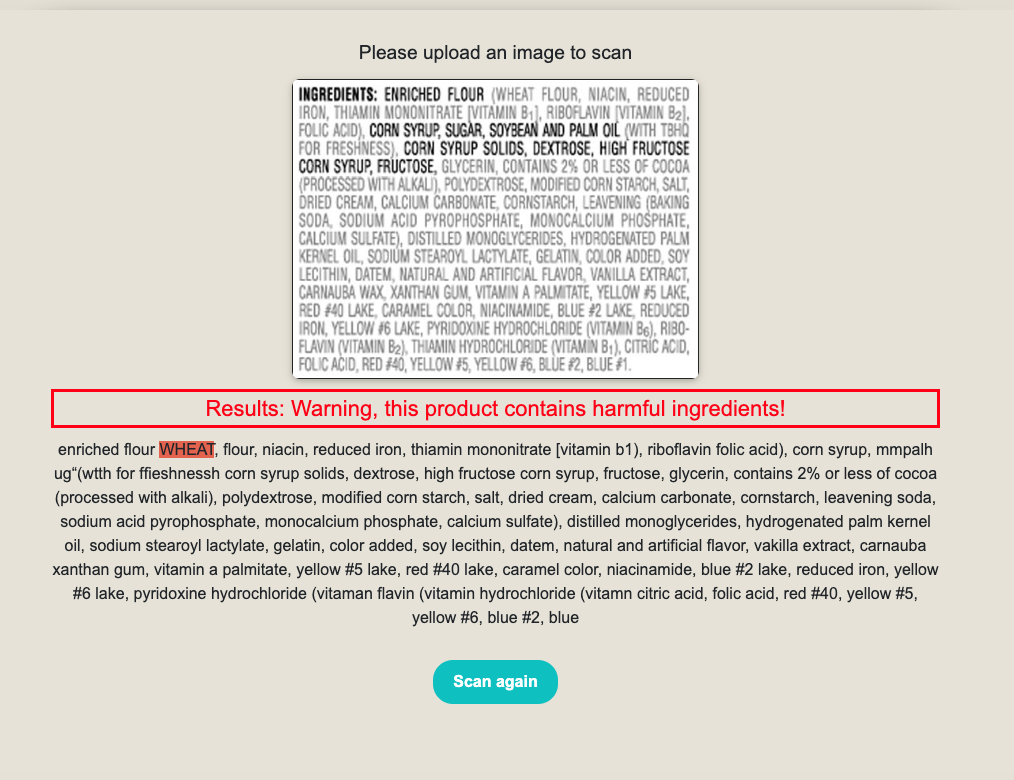 Please upload an image to scan
INGREDIENTS: ENRICHED FLOUR (WHEAT FLOUR, NIACIN, REDUCED
IRON, THIAMIN MONONITRATE [VITAMIN B1], RIBOFLAVIN [VITAMIN B2],
FOLIC ACID), CORN SYRUP, SUGAR, SOYBEAN AND PALM OIL (WITH TBHQ
FOR FRESHNESS), CORN SYRUP SOLIDS, DEXTROSE, HIGH FRUCTOSE
CORN SYRUP, FRUCTOSE, GLYCERIN, CONTAINS 2% OR LESS OF COCOA
(PROCESSED WITH ALKALI), POLYDEXTROSE, MODIFIED CORN STARCH, SALT,
DRIED CREAM, CALCIUM CARBONATE, CORNSTARCH, LEAVENING (BAKING
SODA, SODIUM ACID PYROPHOSPHATE, MONOCALCIUM PHOSPHATE,
CALCIUM SULFATE), DISTILLED MONOGLYCERIDES, HYDROGENATED PALM
KERNEL OIL, SODIUM STEAROYL LACTYLATE, GELATIN, COLOR ADDED, SOY
LECITHIN, DATEM, NATURAL AND ARTIFICIAL FLAVOR, VANILLA EXTRACT,
CARNAUBA WAX, XANTHAN GUM, VITAMIN A PALMITATE, YELLOW #5 LAKE,
RED #40 LAKE, CARAMEL COLOR, NIACINAMIDE, BLUE #2 LAKE, REDUCED
IRON, YELLOW #6 LAKE, PYRIDOXINE HYDROCHLORIDE (VITAMIN B6), RIBO-
FLAVIN (VITAMIN B2), THIAMIN HYDROCHLORIDE (VITAMIN B1), CITRIC ACID,
FOLIC ACID, RED #40, YELLOW #5, YELLOW #6, BLUE #2, BLUE #1.
Results: Warning, this product contains harmful ingredients!
enriched flour WHEAT, flour, niacin, reduced iron, thiamin mononitrate [vitamin b1), riboflavin folic acid), corn syrup, mmpalh
ug“(wtth for ffieshnessh corn syrup solids, dextrose, high fructose corn syrup, fructose, glycerin, contains 2% or less of cocoa
(processed with alkali), polydextrose, modified corn starch, salt, dried cream, calcium carbonate, cornstarch, leavening soda,
sodium acid pyrophosphate, monocalcium phosphate, calcium sulfate), distilled monoglycerides, hydrogenated palm kernel
oil, sodium stearoyl lactylate, gelatin, color added, soy lecithin, datem, natural and artificial flavor, vakilla extract, carnauba
xanthan gum, vitamin a palmitate, yellow #5 lake, red #40 lake, caramel color, niacinamide, blue #2 lake, reduced iron, yellow
#6 lake, pyridoxine hydrochloride (vitaman flavin (vitamin hydrochloride (vitamn citric acid, folic acid, red #40, yellow #5,
yellow #6, blue #2, blue
Scan again